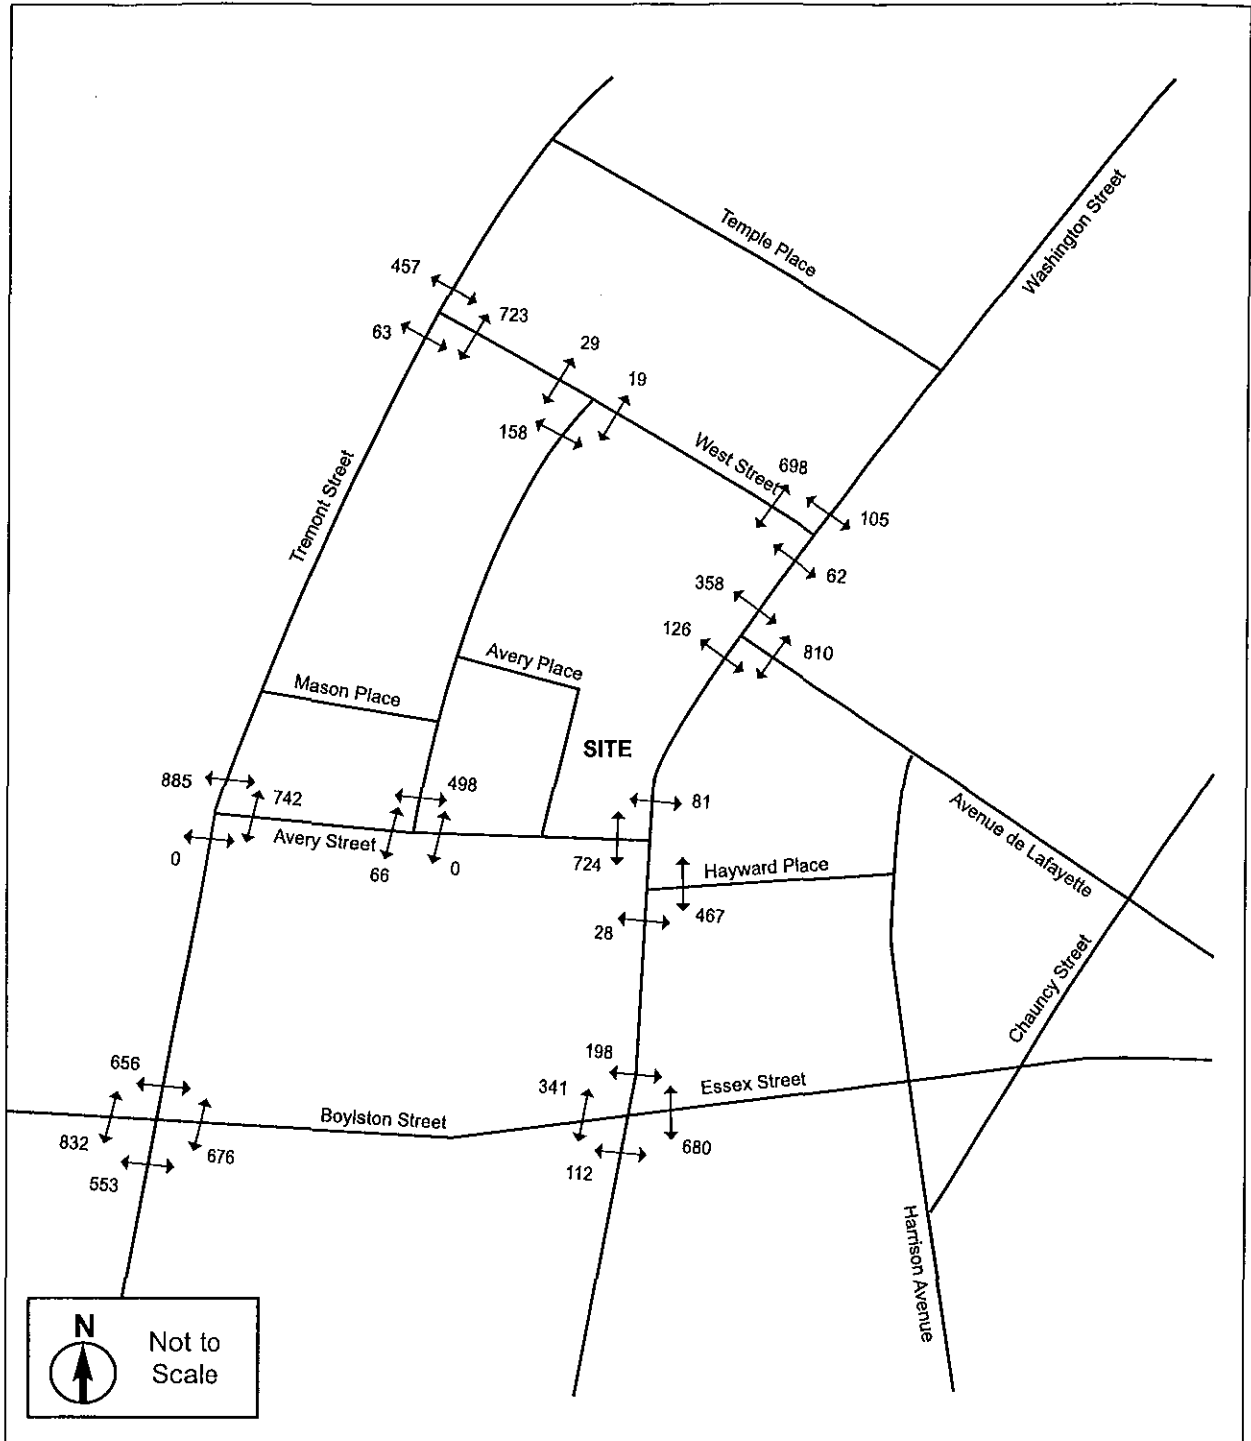 Temple Place
Washington Street
457
723
63
29
19
158
West Street
698
105
Tremont Street
62
358
126
810
Avery Place
Mason Place
SITE
885
742
498
81
Avenue de Lafayette
Avery Street
0
66
0
724
Hayward Place
467
28
Chauncy Street
198
656
341
Essex Street
Boylston Street
832
676
680
553
112
Harrison Avenue
N
Not to
Scale